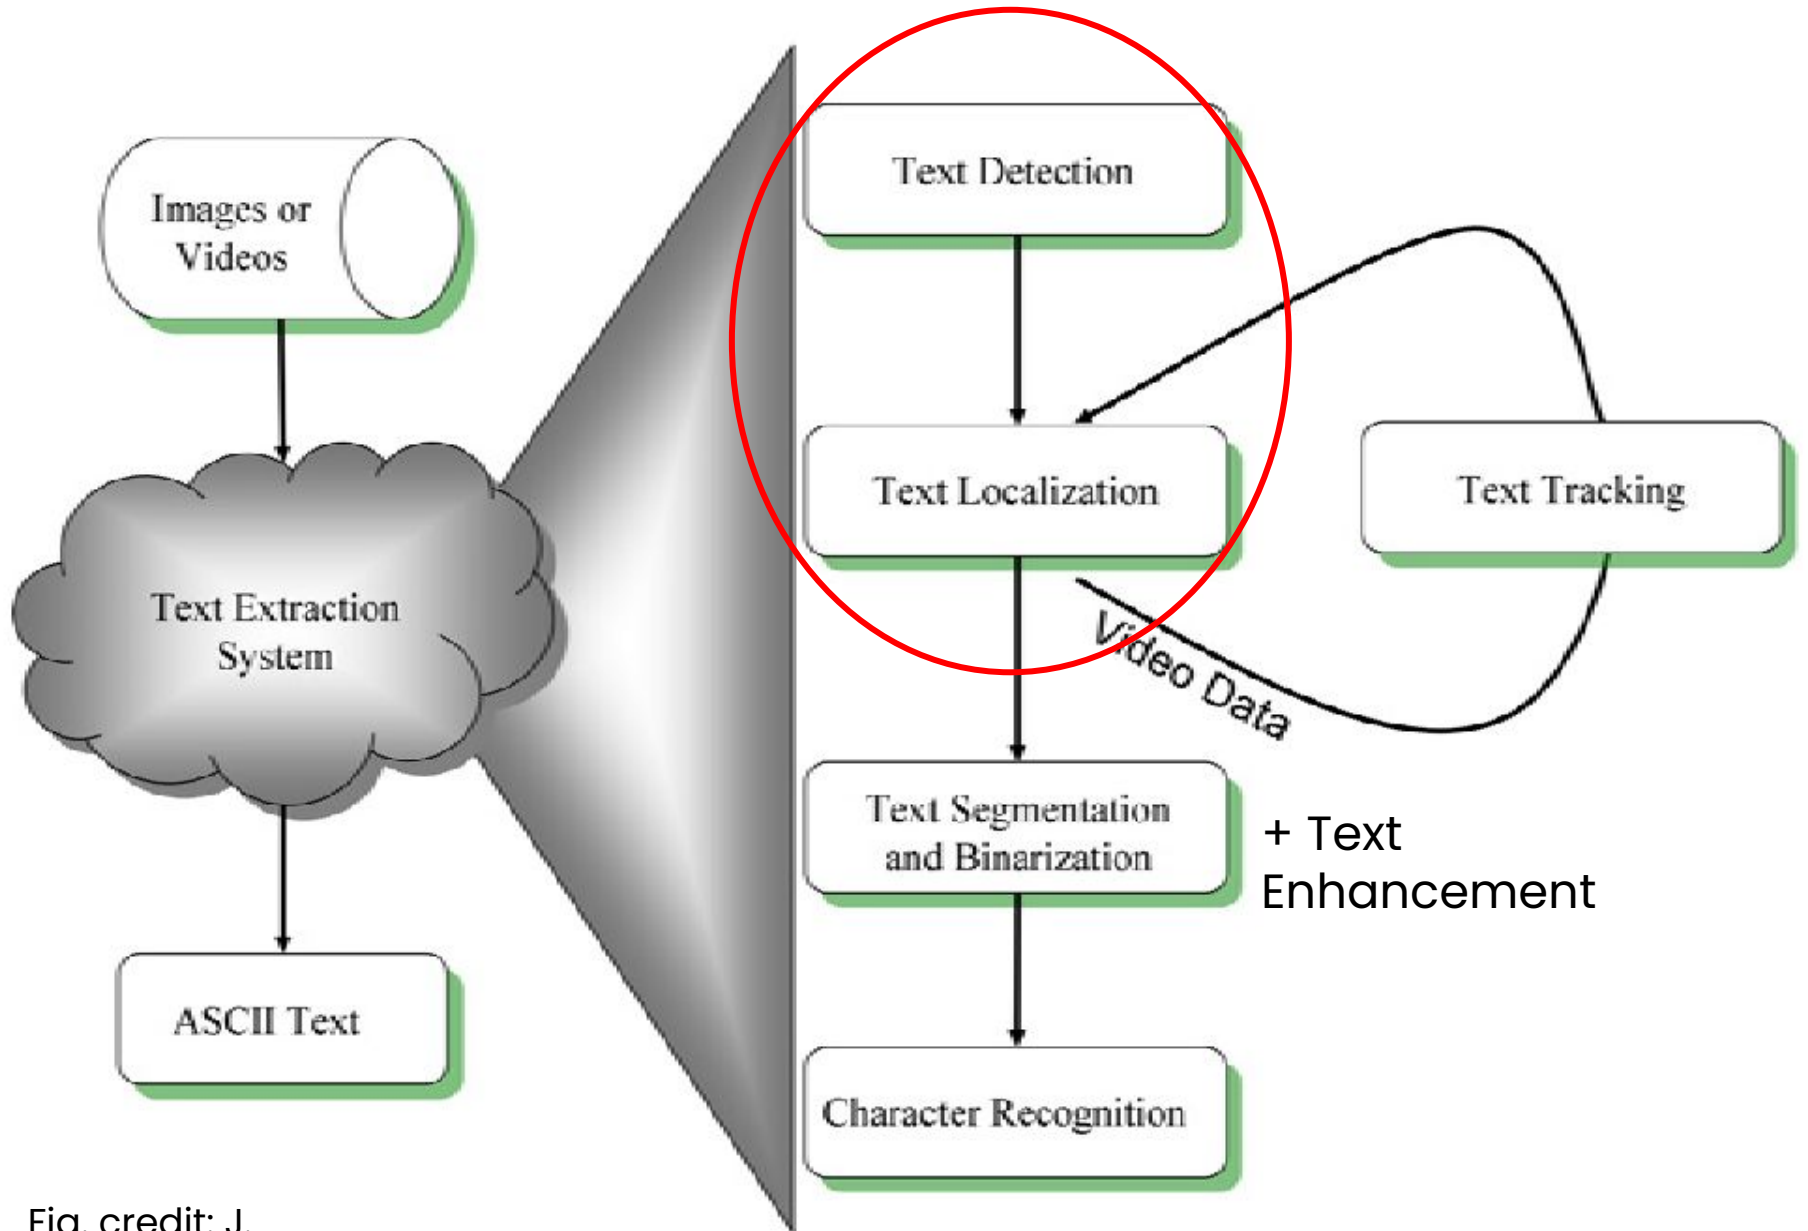 Images or
Videos
Text Extraction
System
ASCII Text
Text Detection
Text Localization
Text Tracking
Video Data
Text Segmentation
and Binarization
+ Text
Enhancement
Character Recognition
Fig. credit: J.